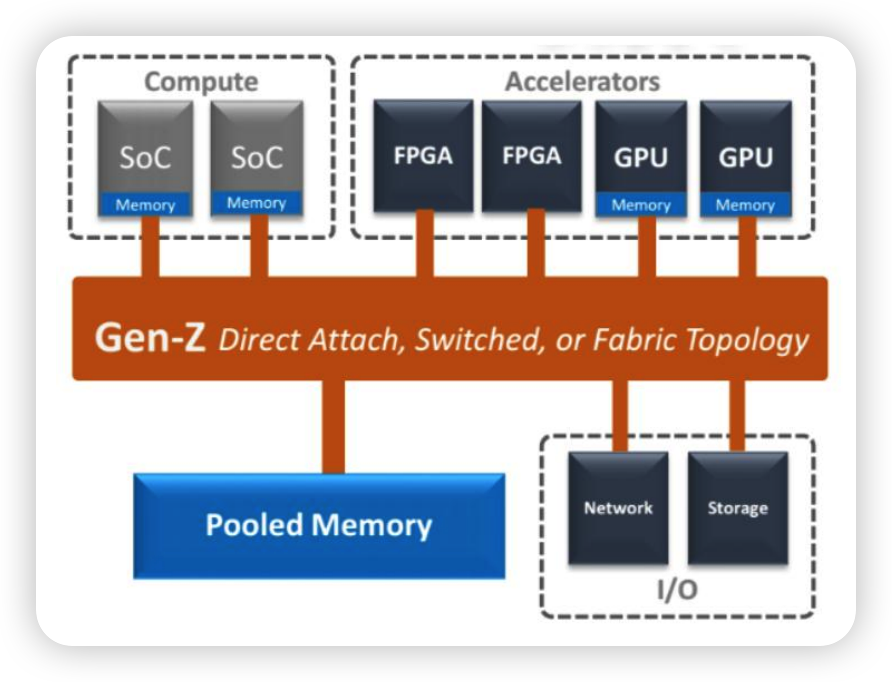 Compute
Accelerators
SoC
SoC
FPGA
FPGA
GPU
GPU
Memory
Memory
Memory
Memory
Gen-Z Direct Attach, Switched, or Fabric Topology
Pooled Memory
Network
Storage
I/O